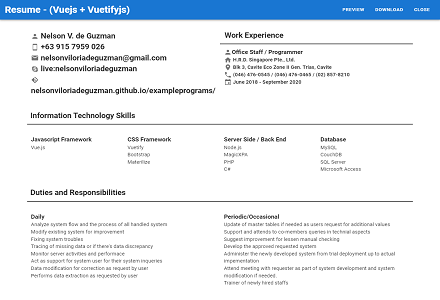 Resume - (Vuejs + Vuetifyjs)
PREVIEW DOWNLOAD CLOSE
Nelson V. de Guzman
+63 915 7959 026
nelsonviloriadeguzman@gmail.com
live:nelsonviloriadeguzman
nelsonviloriadeguzman.github.io/exampleprograms/
Work Experience
Office Staff / Programmer
H.R.D. Singapore Pte., Ltd.
Blk 3, Cavite Eco Zone II Gen. Trias, Cavite
(046) 476-0345 / (046) 476-0465 / (02) 857-8210
June 2018 - September 2020
Information Technology Skills
Javascript Framework
Vue.js
CSS Framework
Vuetify
Bootstrap
Materilize
Server Side / Back End
Node.js
MagicXPA
PHP
C#
Database
MySQL
CouchDB
SQL Server
Microsoft Access
Duties and Responsibilities
Daily
Analyze system flow and the process of all handled system
Modify existing system for improvement
Fixing system troubles
Tracing of missing data or if there's data discrepancy
Monitor server activities and performace
Act as support for system user for their system inqueries
Data modification for correction as request by user
Performs data extraction as requested by user
Periodic/Occasional
Update of master tables if needed as users request for additional values
Support and attends to co-members queries in technical aspects
Suggest improvement for lessen manual checking
Develop the approved requested system
Administer the newly developed system from trial deployment up to actual
impementation
Attend meeting with requester as part of system development and system
modification if needed.
Trainer of newly hired staffs